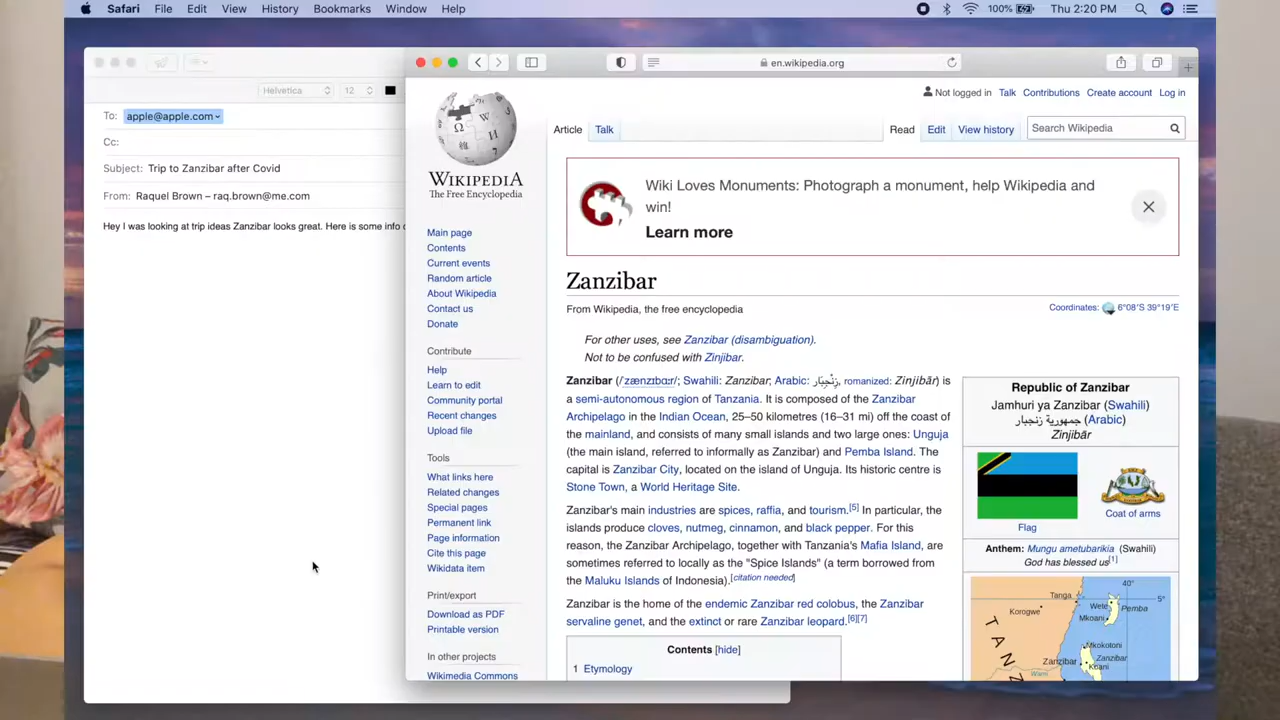 Safari File Edit View History Bookmarks Window Help
100% Thu 2:20 PM
Helvetica 12
To: apple@apple.com
Cc:
Subject: Trip to Zanzibar after Covid
From: Raquel Brown – raq.brown@me.com
Hey I was looking at trip ideas Zanzibar looks great. Here is some info
en.wikipedia.org
WIKIPEDIA
The Free Encyclopedia
Main page
Contents
Current events
Random article
About Wikipedia
Contact us
Donate
Contribute
Help
Learn to edit
Community portal
Recent changes
Upload file
Tools
What links here
Related changes
Special pages
Permanent link
Page information
Cite this page
Wikidata item
Print/export
Download as PDF
Printable version
In other projects
Wikimedia Commons
Not logged in Talk Contributions Create account Log in
Article Talk Read Edit View history Search Wikipedia
Wiki Loves Monuments: Photograph a monument, help Wikipedia and
win!
Learn more
Zanzibar
From Wikipedia, the free encyclopedia
Coordinates: 6°08′S 39°19′E
For other uses, see Zanzibar (disambiguation).
Not to be confused with Zinjibar.
Zanzibar (/ˈzænzɪbɑːr/; Swahili: Zanzibar; Arabic: زنجبار, romanized: Zinjibār) is
a semi-autonomous region of Tanzania. It is composed of the Zanzibar
Archipelago in the Indian Ocean, 25–50 kilometres (16–31 mi) off the coast of
the mainland, and consists of many small islands and two large ones: Unguja
(the main island, referred to informally as Zanzibar) and Pemba Island. The
capital is Zanzibar City, located on the island of Unguja. Its historic centre is
Stone Town, a World Heritage Site.
Zanzibar's main industries are spices, raffia, and tourism.[5] In particular, the
islands produce cloves, nutmeg, cinnamon, and black pepper. For this
reason, the Zanzibar Archipelago, together with Tanzania's Mafia Island, are
sometimes referred to locally as the "Spice Islands" (a term borrowed from
the Maluku Islands of Indonesia).[citation needed]
Zanzibar is the home of the endemic Zanzibar red colobus, the Zanzibar
servaline genet, and the extinct or rare Zanzibar leopard.[6][7]
Contents [hide]
1 Etymology
Republic of Zanzibar
Jamhuri ya Zanzibar (Swahili)
جمهورية زنجبار (Arabic)
Zinjibār
Flag
Coat of arms
Anthem: Mungu ametubarikia (Swahili)
God has blessed us[1]
40°
5°
Tanga
Wete
Pemba
Korogwe
Mkoani
Mkokotoni
Zanzibar
Zanzibar
Koani
Wami
T A N Z